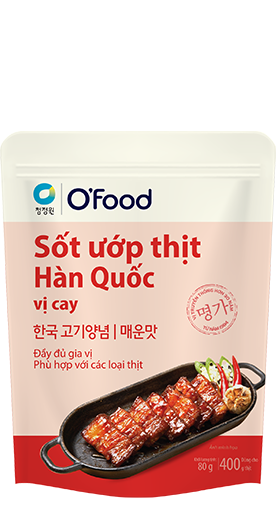 청정원
O'Food
Sốt ướp thịt
Hàn Quốc
vị cay
한국 고기양념 | 매운맛
Đầy đủ gia vị
Phù hợp với các loại thịt
명가
80 g
400